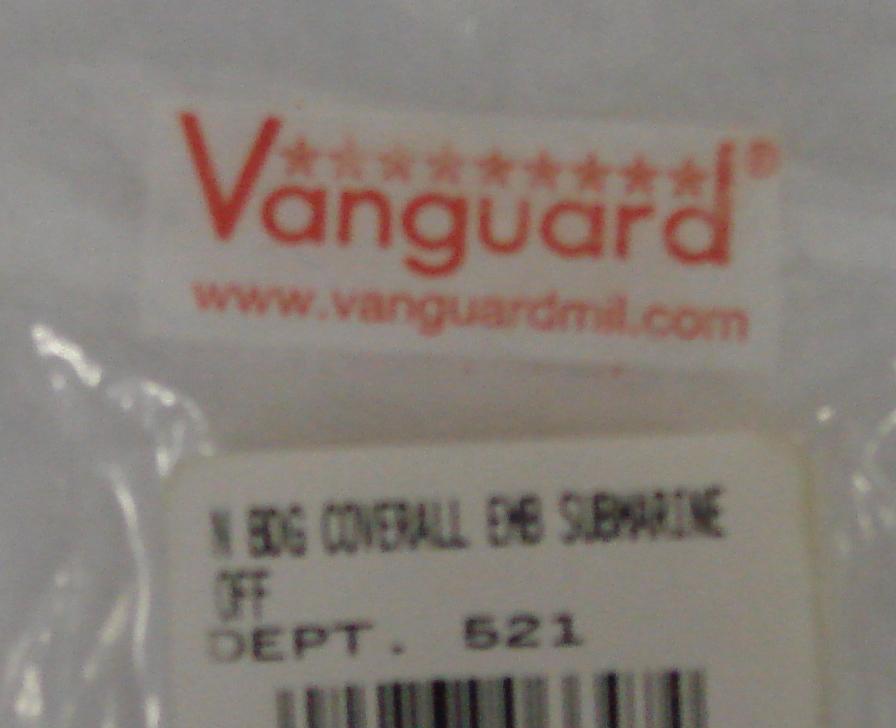 Vanguard®
www.vanguardmil.com
N BDG COVERALL EMB SUBMARINE
OFF
DEPT. 521